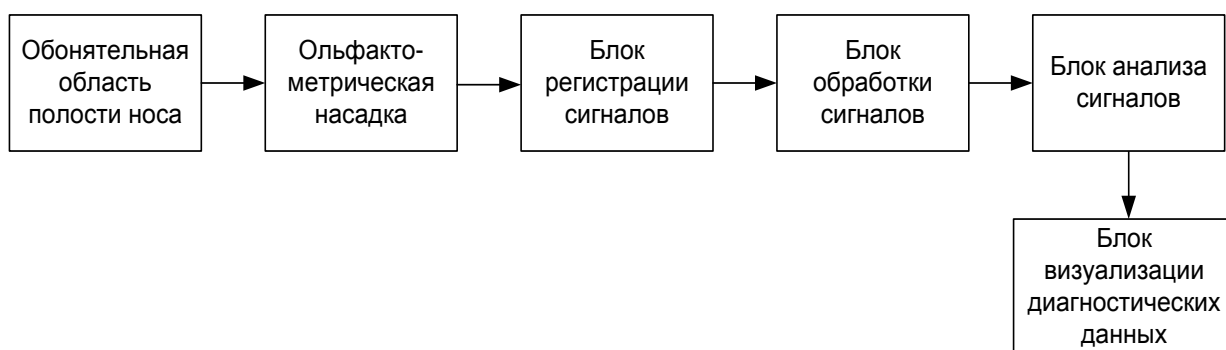 Обонятельная
область
полости носа
Ольфакто-
метрическая
насадка
Блок
регистрации
сигналов
Блок
обработки
сигналов
Блок анализа
сигналов
Блок
визуализации
диагностических
данных